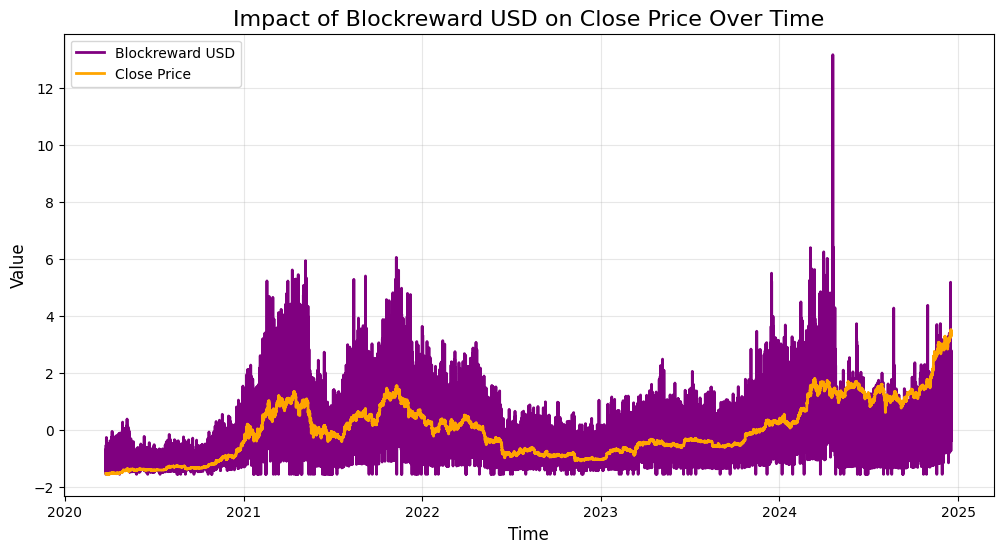 Impact of Blockreward USD on Close Price Over Time
Blockreward USD
Close Price
Value
12
10
8
6
4
2
0
−2
2020
2021
2022
2023
2024
2025
Time